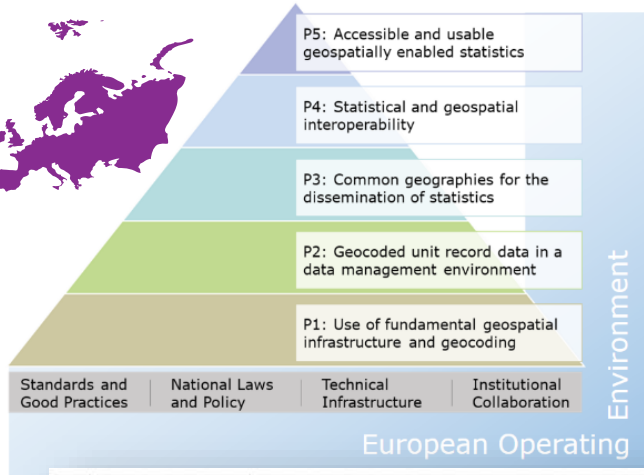 P5: Accessible and usable
geospatially enabled statistics
P4: Statistical and geospatial
interoperability
P3: Common geographies for the
dissemination of statistics
P2: Geocoded unit record data in a
data management environment
P1: Use of fundamental geospatial
infrastructure and geocoding
Standards and
Good Practices
National Laws
and Policy
Technical
Infrastructure
Institutional
Collaboration
European Operating
Environment